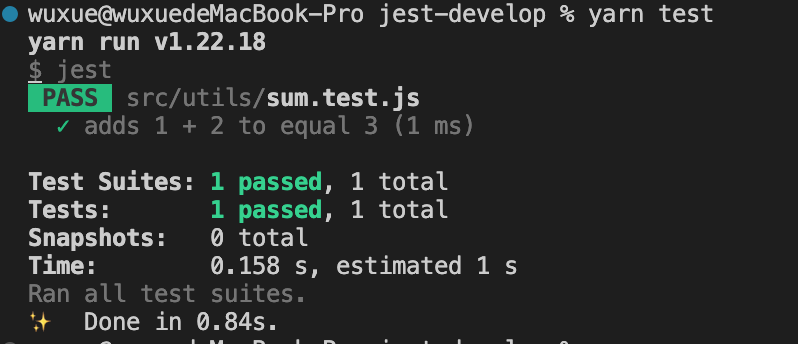 wuxue@wuxuedeMacBook-Pro jest-develop % yarn test
yarn run v1.22.18
$ jest
PASS src/utils/sum.test.js
✓ adds 1 + 2 to equal 3 (1 ms)
Test Suites: 1 passed, 1 total
Tests: 1 passed, 1 total
Snapshots: 0 total
Time: 0.158 s, estimated 1 s
Ran all test suites.
✨ Done in 0.84s.